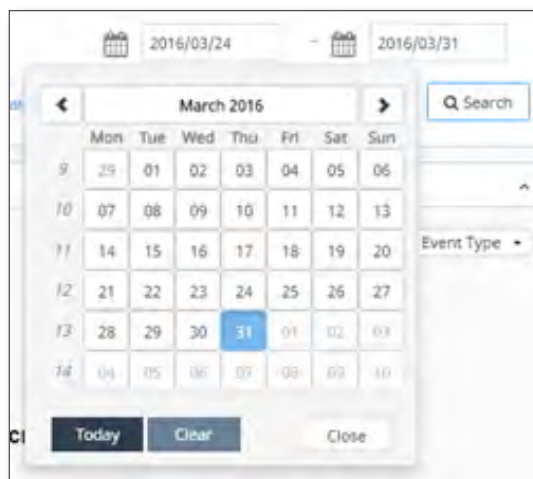 2016/03/24 – 2016/03/31
March 2016
Search
Mon Tue Wed Thu Fri Sat Sun
9 29 01 02 03 04 05 06
10 07 08 09 10 11 12 13
11 14 15 16 17 18 19 20
Event Type
12 21 22 23 24 25 26 27
13 28 29 30 31 01 02 03
14 04 05 06 07 08 09 10
Today Clear Close